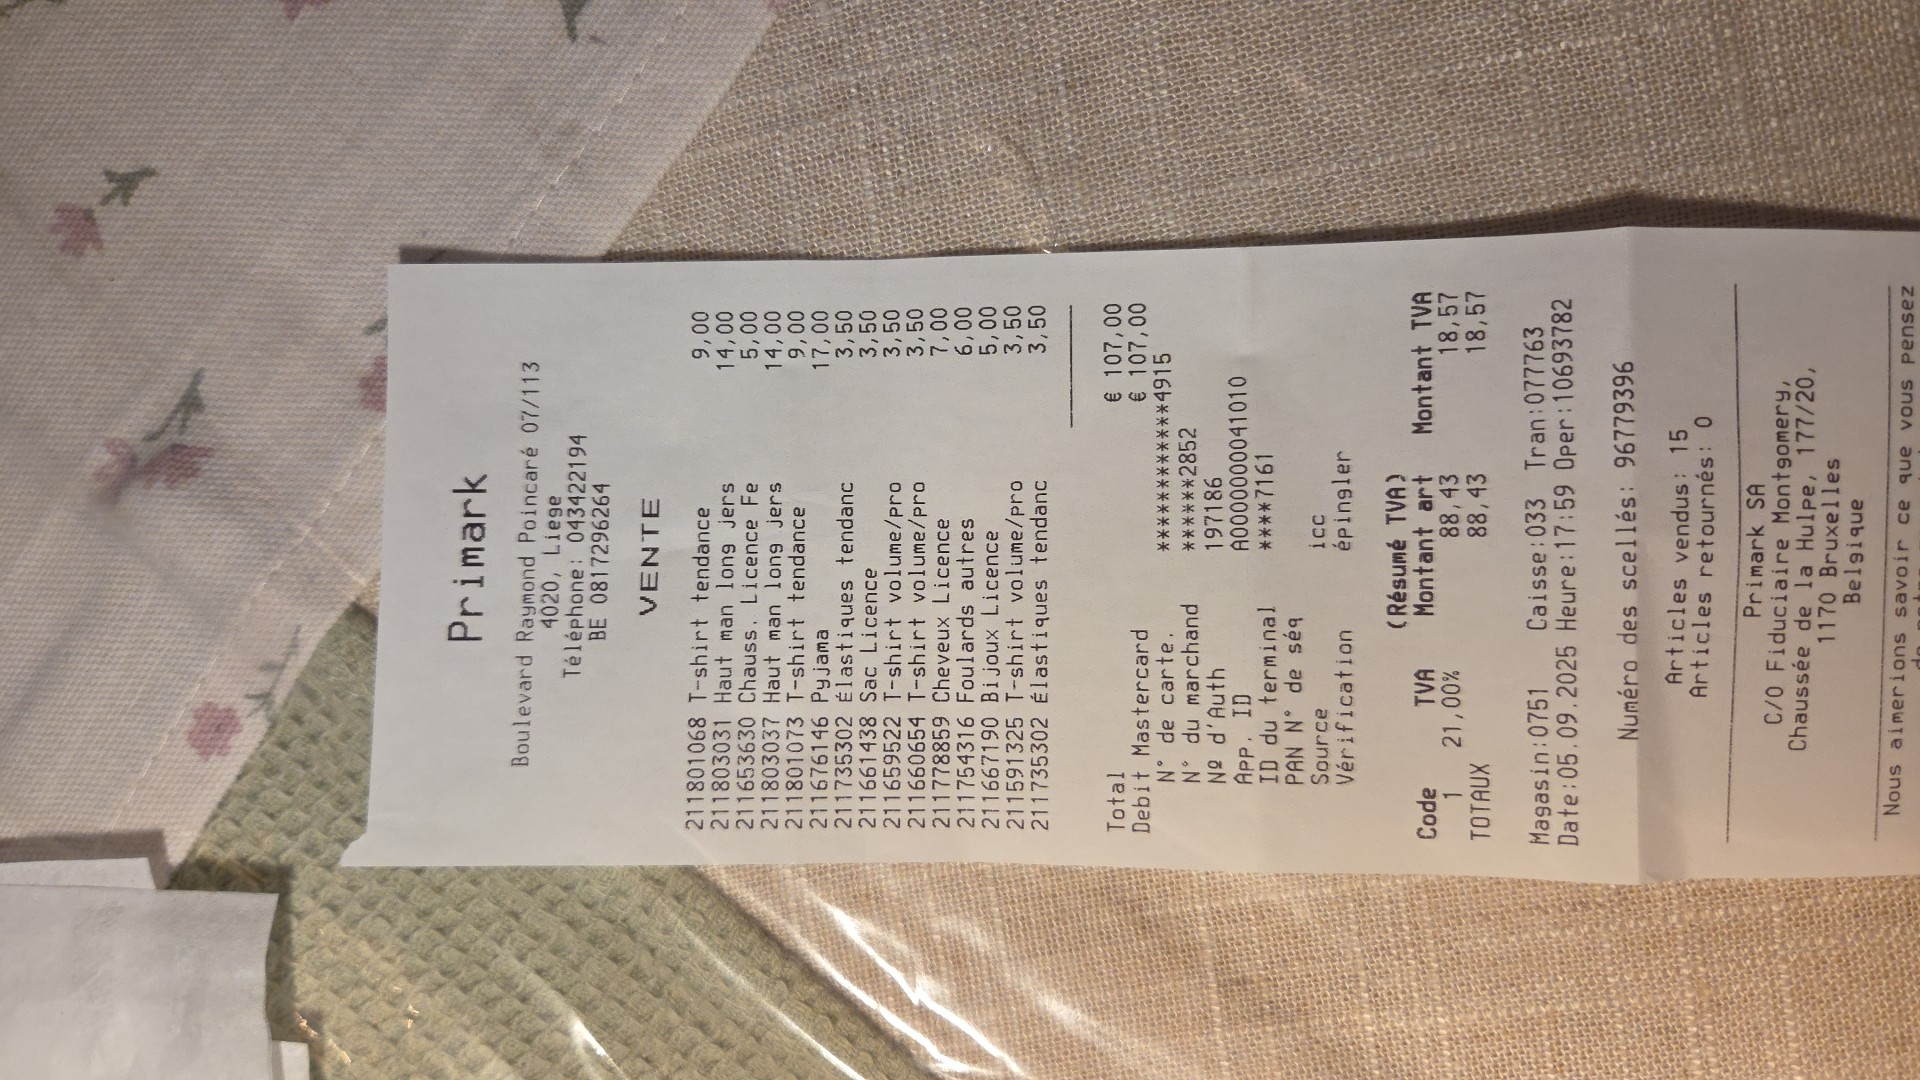 Primark
Boulevard Raymond Poincaré 07/113
4020, Liege
Téléphone: 043422194
BE 0817296264
VENTE
211801068 T-shirt tendance 9,00
211803031 Haut man long jers 14,00
211653630 Chauss. Licence Fe 5,00
211803037 Haut man long jers 14,00
211801073 T-shirt tendance 9,00
211676146 Pyjama 17,00
211735302 Élastiques tendanc 3,50
211661438 Sac Licence 3,50
211659522 T-shirt volume/pro 3,50
211660654 T-shirt volume/pro 3,50
211778859 Cheveux Licence 7,00
211754316 Foulards autres 6,00
211667190 Bijoux Licence 5,00
211591325 T-shirt volume/pro 3,50
211735302 Élastiques tendanc 3,50
Total € 107,00
Debit Mastercard € 107,00
N° de carte. ************4915
N° du marchand ******2852
Nº d'Auth 197186
App. ID A0000000041010
ID du terminal ****7161
PAN N° de séq
Source icc
Vérification épingler
(Résumé TVA)
Code TVA Montant art Montant TVA
1 21,00% 88,43 18,57
TOTAUX 88,43 18,57
Magasin:0751 Caisse:033 Tran:077763
Date:05.09.2025 Heure:17:59 Oper:10693782
Numéro des scellés: 96779396
Articles vendus: 15
Articles retournés: 0
Primark SA
C/O Fiduciaire Montgomery,
Chaussée de la Hulpe, 177/20,
1170 Bruxelles
Belgique
Nous aimerions savoir ce que vous pensez